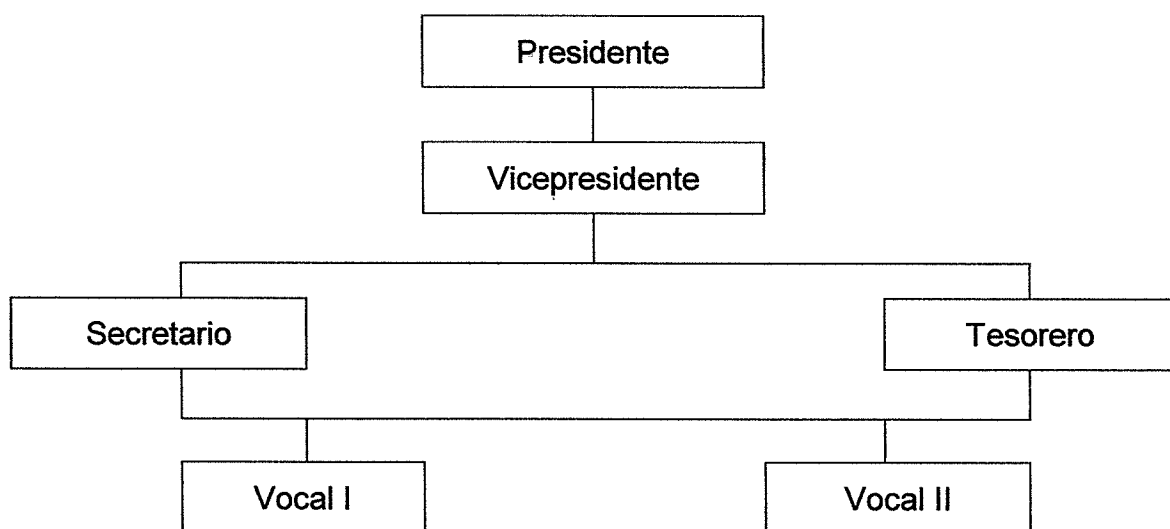 Presidente
Vicepresidente
Secretario
Tesorero
Vocal I
Vocal II